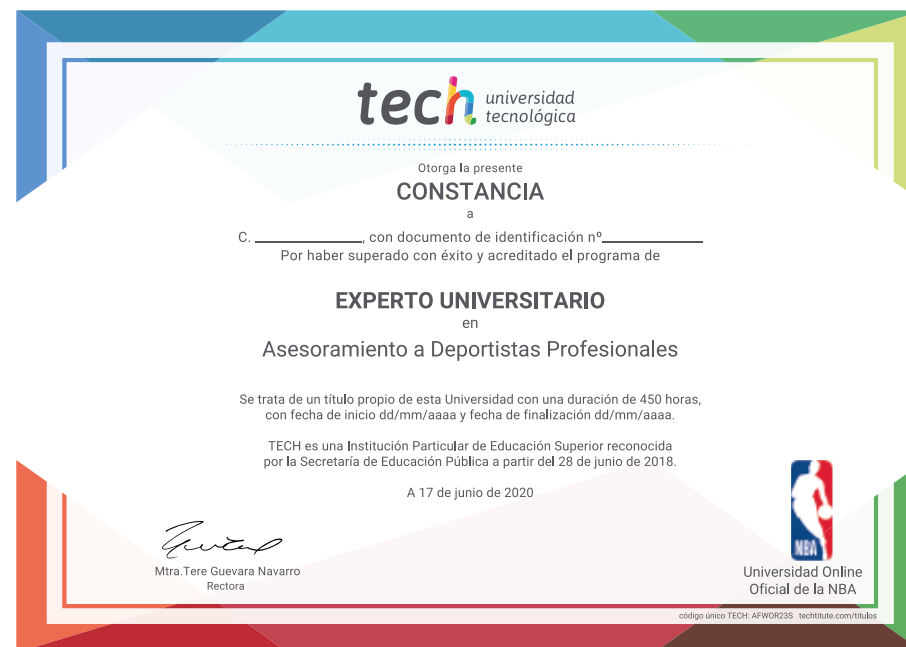 tech universidad
tecnológica
Otorga la presente
CONSTANCIA
a
C. ______________, con documento de identificación nº______________
Por haber superado con éxito y acreditado el programa de
EXPERTO UNIVERSITARIO
en
Asesoramiento a Deportistas Profesionales
Se trata de un título propio de esta Universidad con una duración de 450 horas,
con fecha de inicio dd/mm/aaaa y fecha de finalización dd/mm/aaaa.
TECH es una Institución Particular de Educación Superior reconocida
por la Secretaría de Educación Pública a partir del 28 de junio de 2018.
A 17 de junio de 2020
Mtra.Tere Guevara Navarro
Rectora
NBA
Universidad Online
Oficial de la NBA
código único TECH: AFWOR23S techtitute.com/titulos